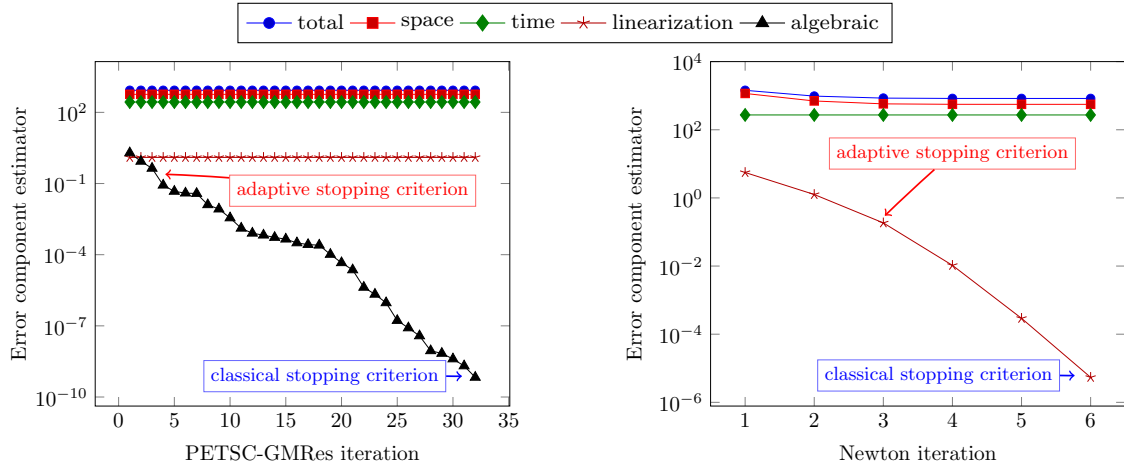 total space time linearization algebraic
Error component estimator
10^2
10^−1
10^−4
10^−7
10^−10
adaptive stopping criterion
classical stopping criterion
0 5 10 15 20 25 30 35
PETSC-GMRes iteration
Error component estimator
10^4
10^2
10^0
10^−2
10^−4
10^−6
adaptive stopping criterion
classical stopping criterion
1 2 3 4 5 6
Newton iteration